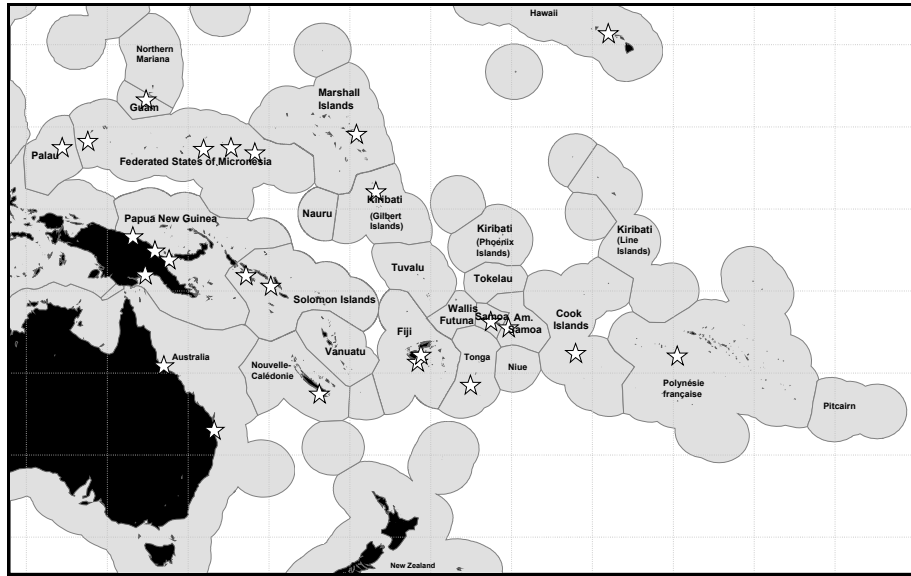 Hawaii
Northern
Mariana
Guam
Marshall
Islands
Palau
Federated States of Micronesia
Kiribati
(Gilbert
Islands)
Nauru
Papua New Guinea
Kiribati
(Phoenix
Islands)
Kiribati
(Line
Islands)
Tuvalu
Tokelau
Solomon Islands
Wallis
Futuna
Samoa
Am.
Samoa
Cook
Islands
Fiji
Vanuatu
Australia
Nouvelle-
Calédonie
Tonga
Niue
Polynésie
française
Pitcairn
New Zealand